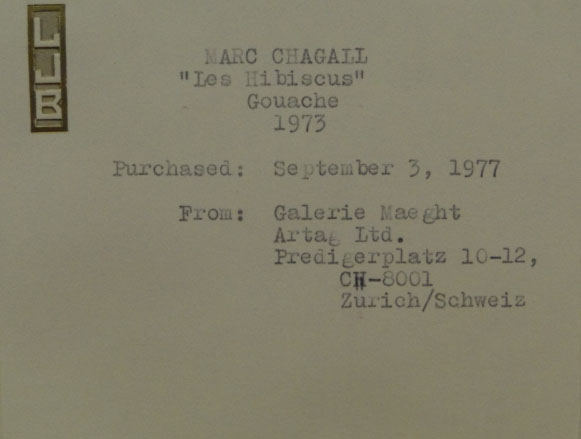 LJB
MARC CHAGALL
"Les Hibiscus"
Gouache
1973
Purchased: September 3, 1977
From: Galerie Maeght
Artag Ltd.
Predigerplatz 10-12,
CH-8001
Zurich/Schweiz